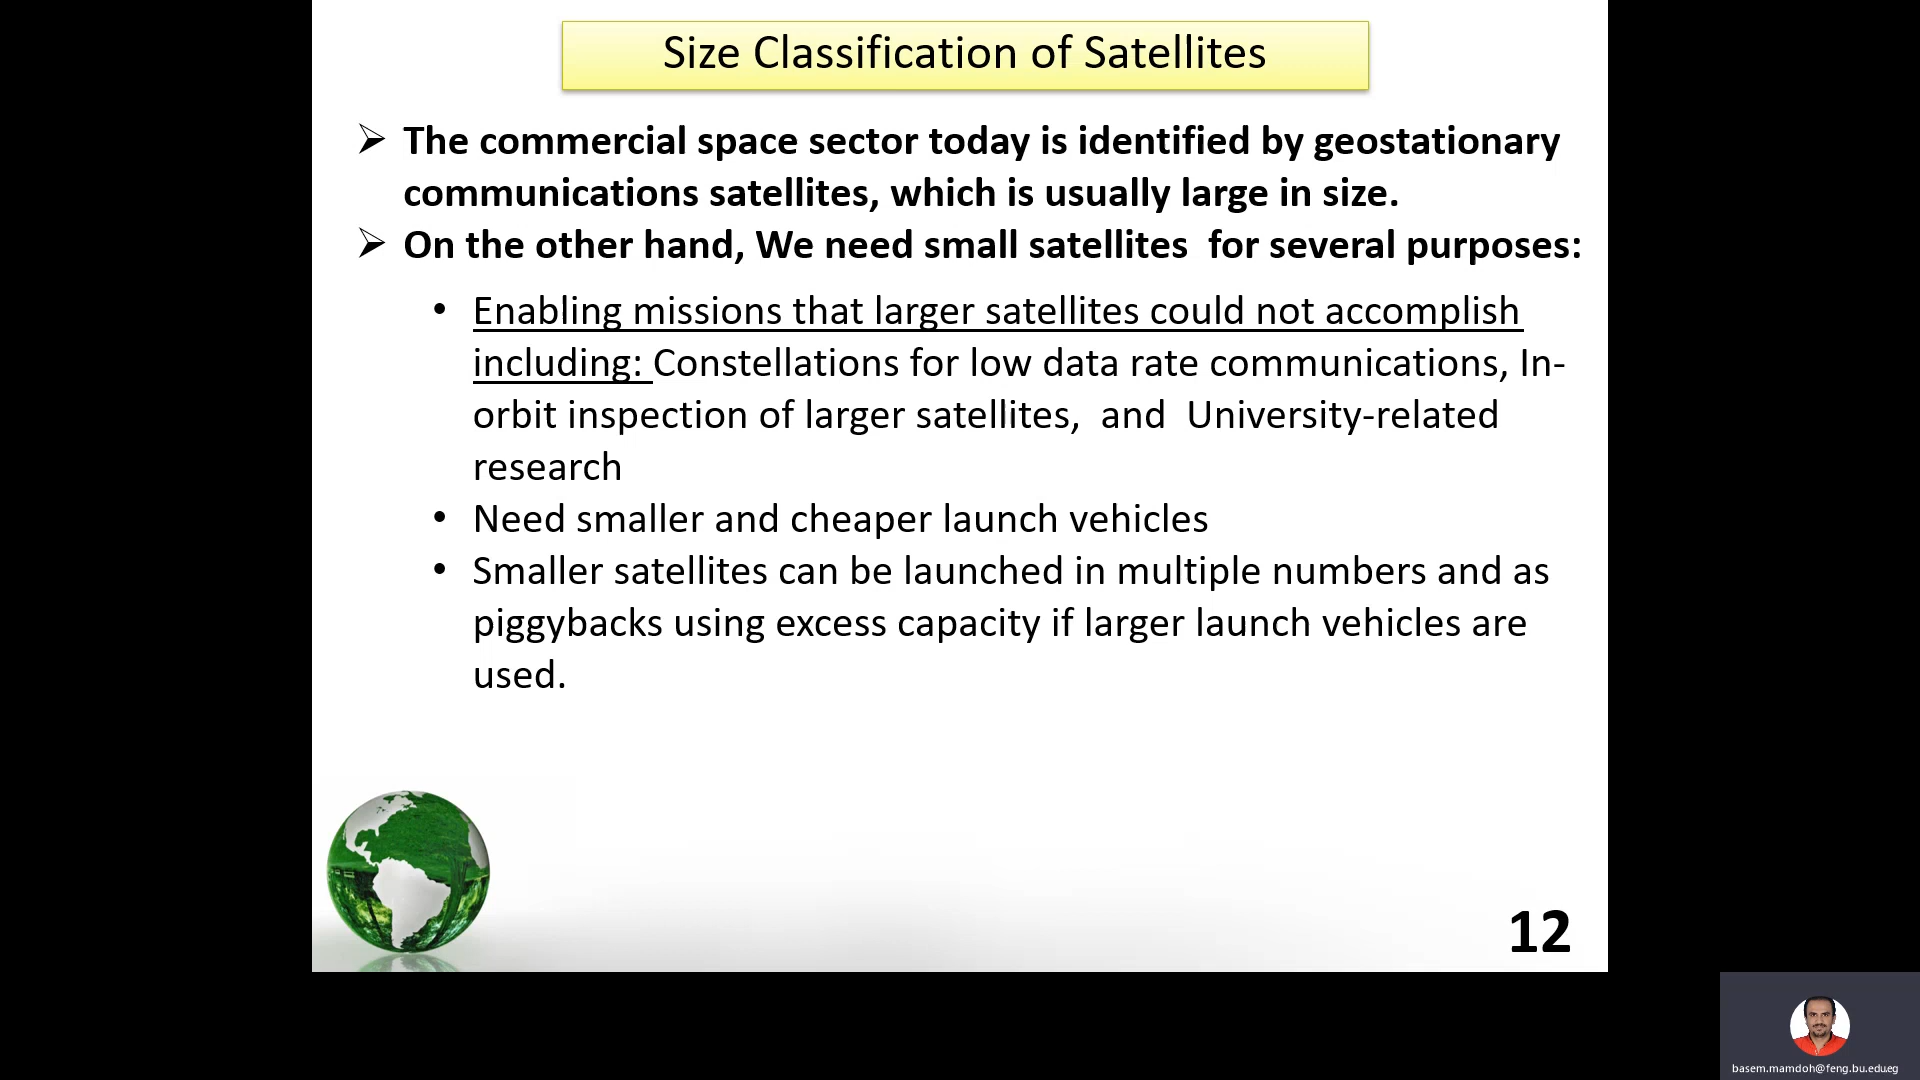 Size Classification of Satellites
➢ The commercial space sector today is identified by geostationary
communications satellites, which is usually large in size.
➢ On the other hand, We need small satellites  for several purposes:
• Enabling missions that larger satellites could not accomplish
including: Constellations for low data rate communications, In-
orbit inspection of larger satellites,  and  University-related
research
• Need smaller and cheaper launch vehicles
• Smaller satellites can be launched in multiple numbers and as
piggybacks using excess capacity if larger launch vehicles are
used.
12
basem.mamdoh@feng.bu.edu.eg